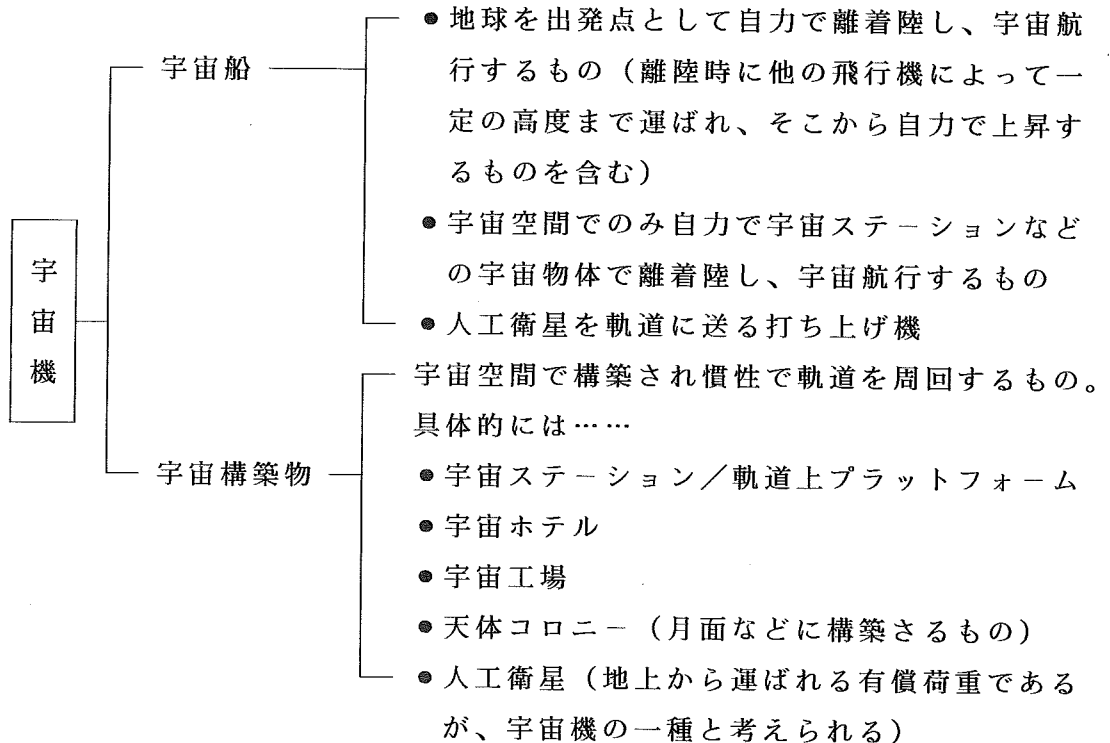 宇宙機
宇宙船
●地球を出発点として自力で離着陸し、宇宙航
行するもの（離陸時に他の飛行機によって一
定の高度まで運ばれ、そこから自力で上昇す
るものを含む）
●宇宙空間でのみ自力で宇宙ステーションなど
の宇宙物体で離着陸し、宇宙航行するもの
●人工衛星を軌道に送る打ち上げ機
宇宙構築物
宇宙空間で構築され慣性で軌道を周回するもの。
具体的には……
●宇宙ステーション／軌道上プラットフォーム
●宇宙ホテル
●宇宙工場
●天体コロニー（月面などに構築さるもの）
●人工衛星（地上から運ばれる有償荷重である
が、宇宙機の一種と考えられる）